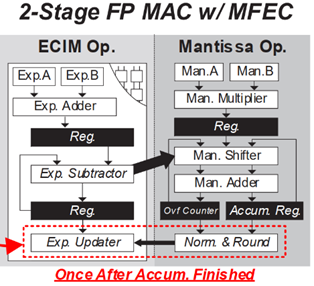 2-Stage FP MAC w/ MFEC
ECIM Op.
Exp.A Exp.B
Exp. Adder
Reg.
Exp. Subtractor
Reg.
Exp. Updater
Mantissa Op.
Man.A Man.B
Man. Multiplier
Reg.
Man. Shifter
Man. Adder
Ovf Counter Accum. Reg.
Norm. & Round
Once After Accum. Finished